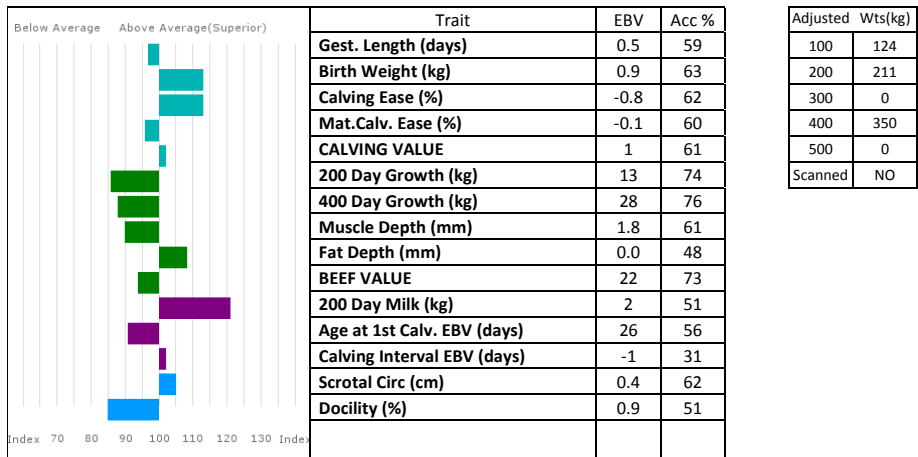 Below Average Above Average(Superior)
Trait EBV Acc %
Gest. Length (days) 0.5 59
Birth Weight (kg) 0.9 63
Calving Ease (%) -0.8 62
Mat.Calv. Ease (%) -0.1 60
CALVING VALUE 1 61
200 Day Growth (kg) 13 74
400 Day Growth (kg) 28 76
Muscle Depth (mm) 1.8 61
Fat Depth (mm) 0.0 48
BEEF VALUE 22 73
200 Day Milk (kg) 2 51
Age at 1st Calv. EBV (days) 26 56
Calving Interval EBV (days) -1 31
Scrotal Circ (cm) 0.4 62
Docility (%) 0.9 51
Index 70 80 90 100 110 120 130 Index
Adjusted Wts(kg)
100 124
200 211
300 0
400 350
500 0
Scanned NO